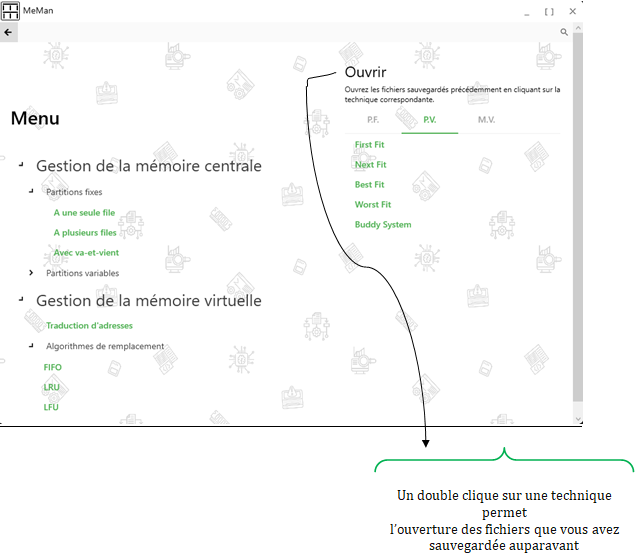 MeMan
Menu
Gestion de la mémoire centrale
Partitions fixes
A une seule file
A plusieurs files
Avec va-et-vient
Partitions variables
Gestion de la mémoire virtuelle
Traduction d'adresses
Algorithmes de remplacement
FIFO
LRU
LFU
Ouvrir
Ouvrez les fichiers sauvegardés précédemment en cliquant sur la
technique correspondante.
P.F. P.V. M.V.
First Fit
Next Fit
Best Fit
Worst Fit
Buddy System
Un double clique sur une technique
permet
l'ouverture des fichiers que vous avez
sauvegardée auparavant